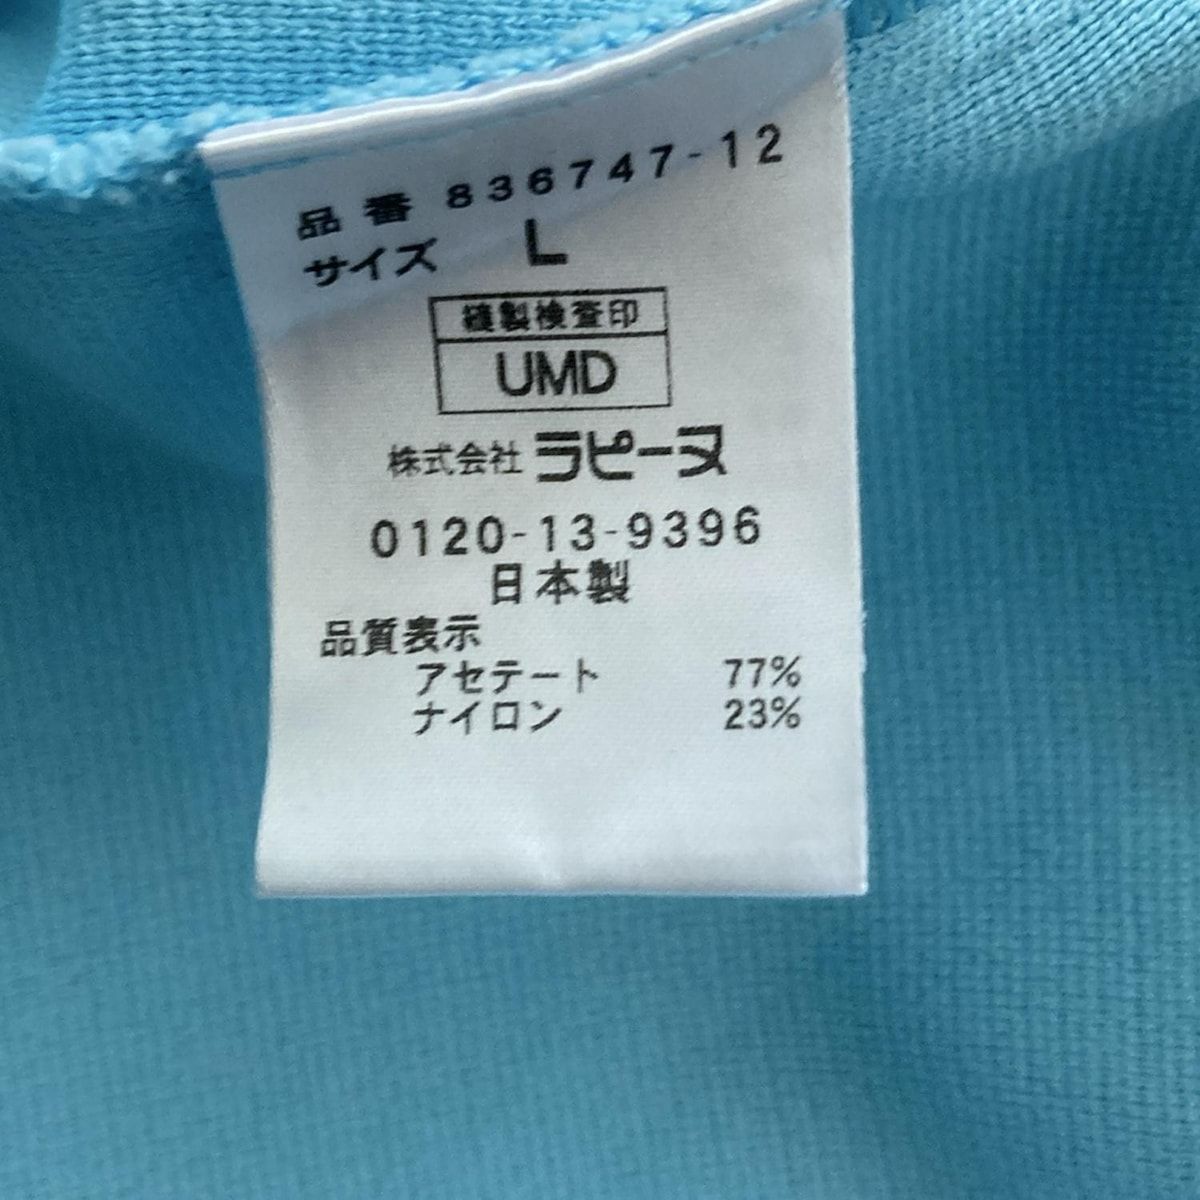 品番 836747-12
サイズ L
縫製検査印
UMD
株式会社 ラピーヌ
0120-13-9396
日本製
品質表示
アセテート 77%
ナイロン 23%